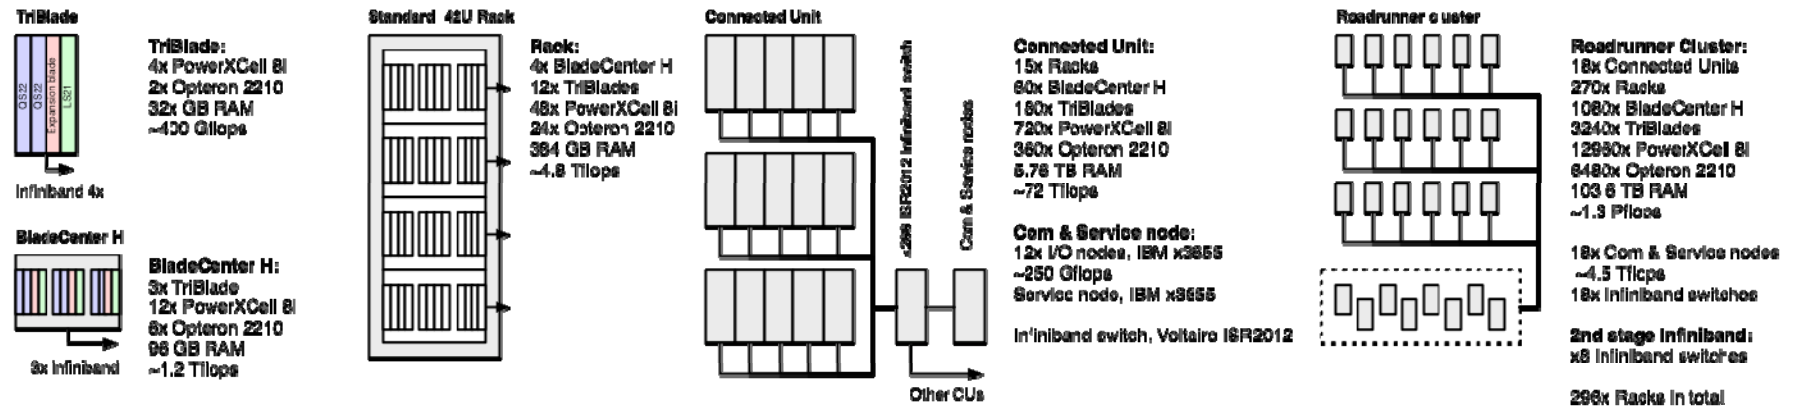 TriBlade
QS22
QS22
Expansion blade
LS21
Infiniband 4x
TriBlade:
4x PowerXCell 8i
2x Opteron 2210
32x GB RAM
~400 Gflops
BladeCenter H
3x Infiniband
BladeCenter H:
3x TriBlade
12x PowerXCell 8i
6x Opteron 2210
96 GB RAM
~1.2 Tflops
Standard 42U Rack
Rack:
4x BladeCenter H
12x TriBlades
48x PowerXCell 8i
24x Opteron 2210
384 GB RAM
~4.8 Tflops
Connected Unit
x288 ISR2012 Infiniband switch
Com & Service nodes
Other CUs
Connected Unit:
15x Racks
60x BladeCenter H
180x TriBlades
720x PowerXCell 8i
360x Opteron 2210
5.76 TB RAM
~72 Tflops
Com & Service node:
12x I/O nodes, IBM x3655
~250 Gflops
Service node, IBM x3655
Infiniband switch, Voltaire ISR2012
Roadrunner cluster
Roadrunner Cluster:
18x Connected Units
270x Racks
1080x BladeCenter H
3240x TriBlades
12960x PowerXCell 8i
6480x Opteron 2210
103.6 TB RAM
~1.3 Pflops
18x Com & Service nodes
~4.5 Tflops
18x Infiniband switches
2nd stage Infiniband:
x8 Infiniband switches
296x Racks in total